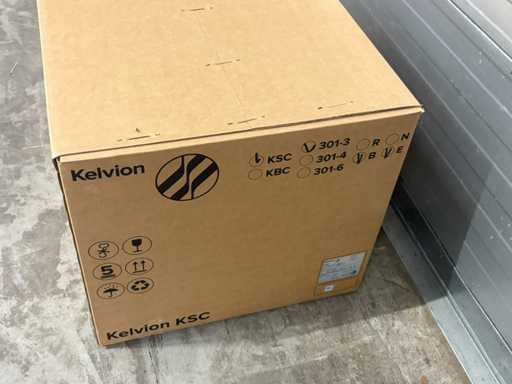 Kelvion
KSC 301-3 R N
KBC 301-4 B E
301-6
5
Kelvion KSC